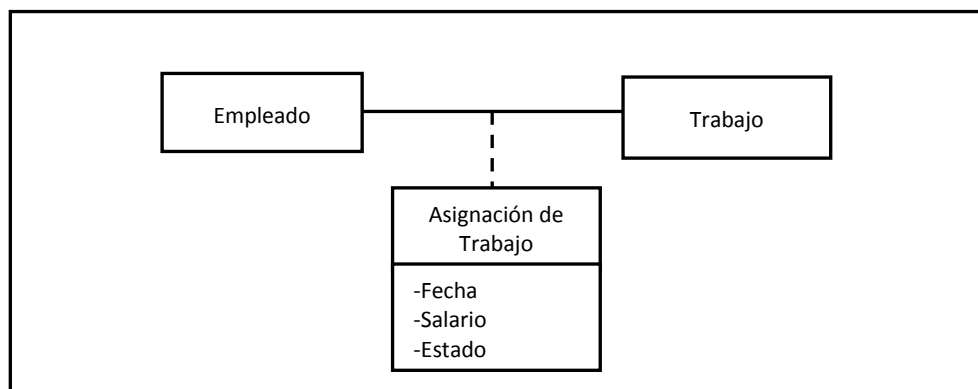 Empleado
Trabajo
Asignación de
Trabajo
-Fecha
-Salario
-Estado